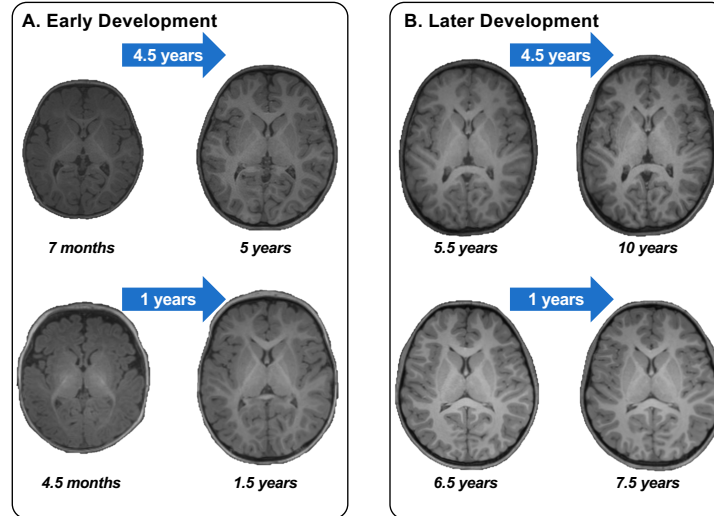 A. Early Development
4.5 years
7 months
5 years
1 years
4.5 months
1.5 years
B. Later Development
4.5 years
5.5 years
10 years
1 years
6.5 years
7.5 years